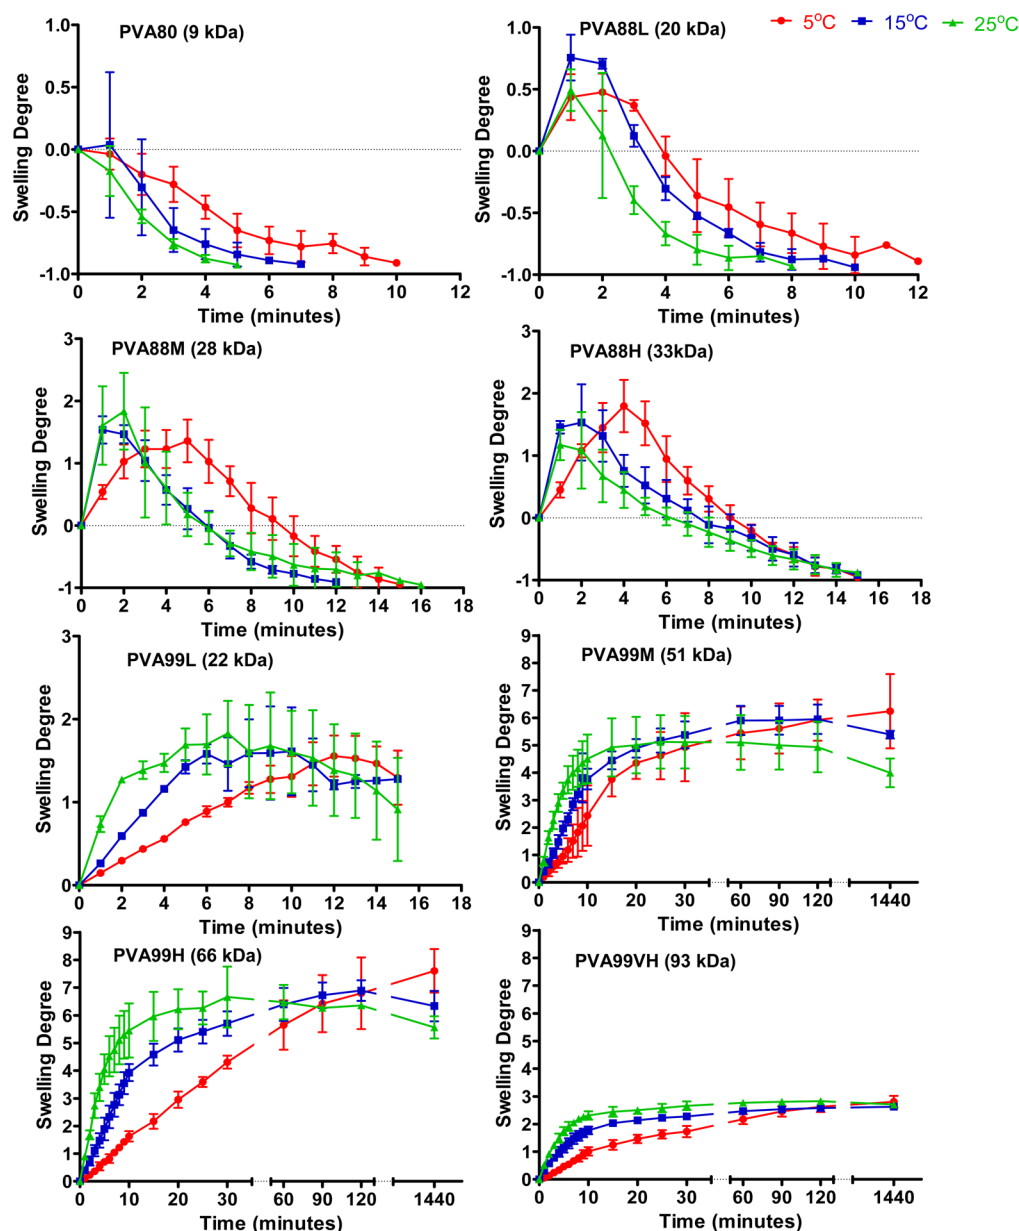 5°C 15°C 25°C
PVA80 (9 kDa)
Swelling Degree
1.0
0.5
0.0
-0.5
-1.0
0 2 4 6 8 10 12
Time (minutes)
PVA88L (20 kDa)
Swelling Degree
1.0
0.5
0.0
-0.5
-1.0
0 2 4 6 8 10 12
Time (minutes)
PVA88M (28 kDa)
Swelling Degree
3
2
1
0
-1
0 2 4 6 8 10 12 14 16 18
Time (minutes)
PVA88H (33kDa)
Swelling Degree
3
2
1
0
-1
0 2 4 6 8 10 12 14 16 18
Time (minutes)
PVA99L (22 kDa)
Swelling Degree
3
2
1
0
0 2 4 6 8 10 12 14 16 18
Time (minutes)
PVA99M (51 kDa)
Swelling Degree
9
8
7
6
5
4
3
2
1
0
0 10 20 30 60 90 120 1440
Time (minutes)
PVA99H (66 kDa)
Swelling Degree
9
8
7
6
5
4
3
2
1
0
0 10 20 30 60 90 120 1440
Time (minutes)
PVA99VH (93 kDa)
Swelling Degree
9
8
7
6
5
4
3
2
1
0
0 10 20 30 60 90 120 1440
Time (minutes)